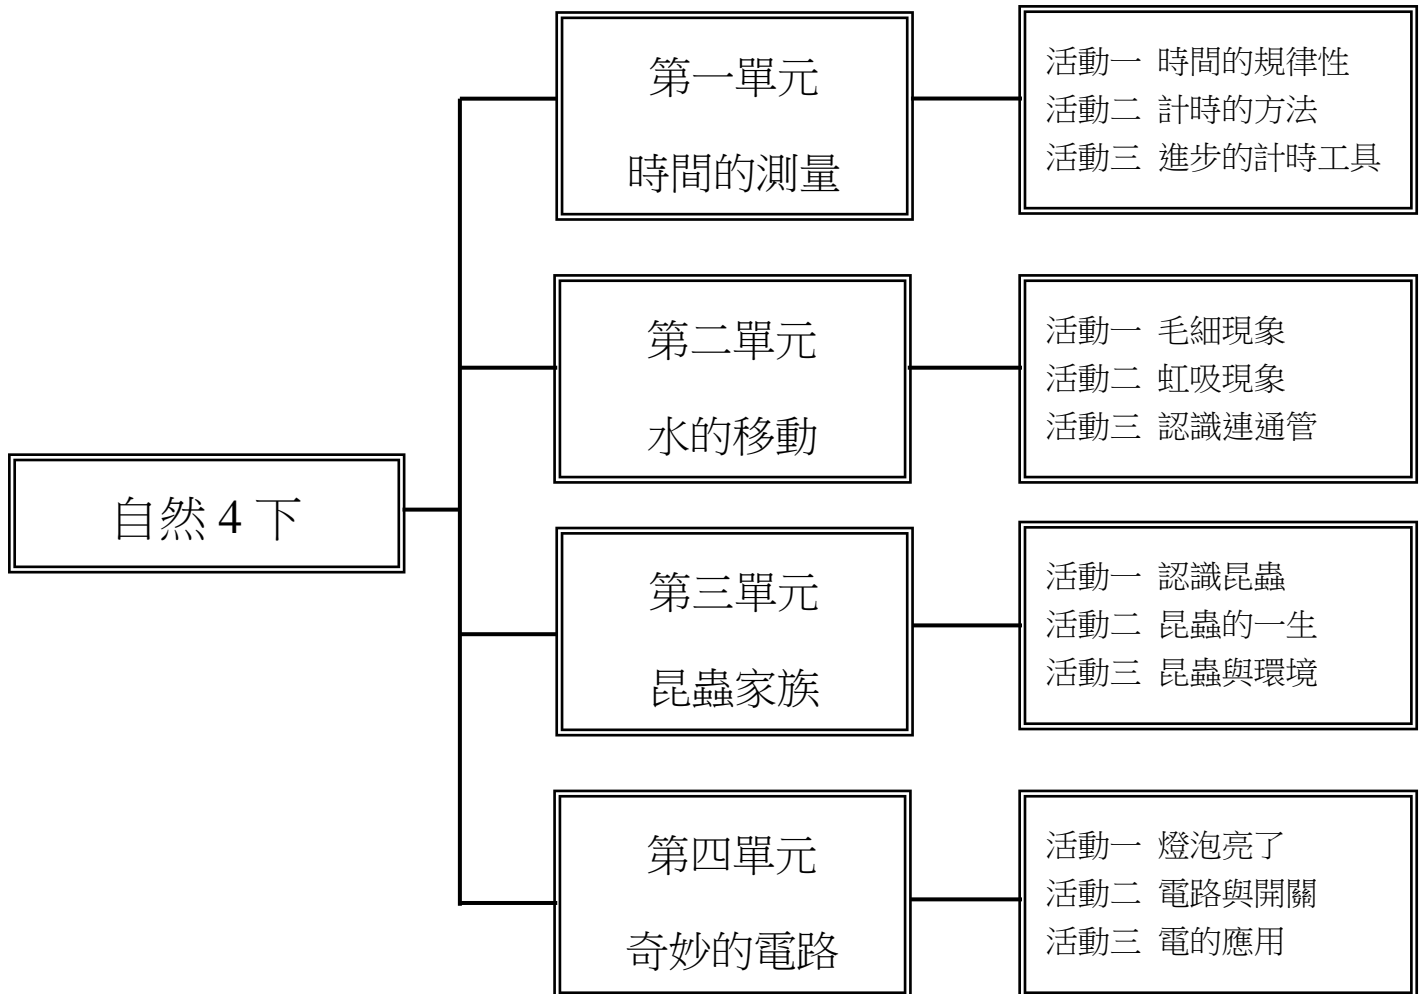 自然 4 下
第一單元
時間的測量
活動一 時間的規律性
活動二 計時的方法
活動三 進步的計時工具
第二單元
水的移動
活動一 毛細現象
活動二 虹吸現象
活動三 認識連通管
第三單元
昆蟲家族
活動一 認識昆蟲
活動二 昆蟲的一生
活動三 昆蟲與環境
第四單元
奇妙的電路
活動一 燈泡亮了
活動二 電路與開關
活動三 電的應用